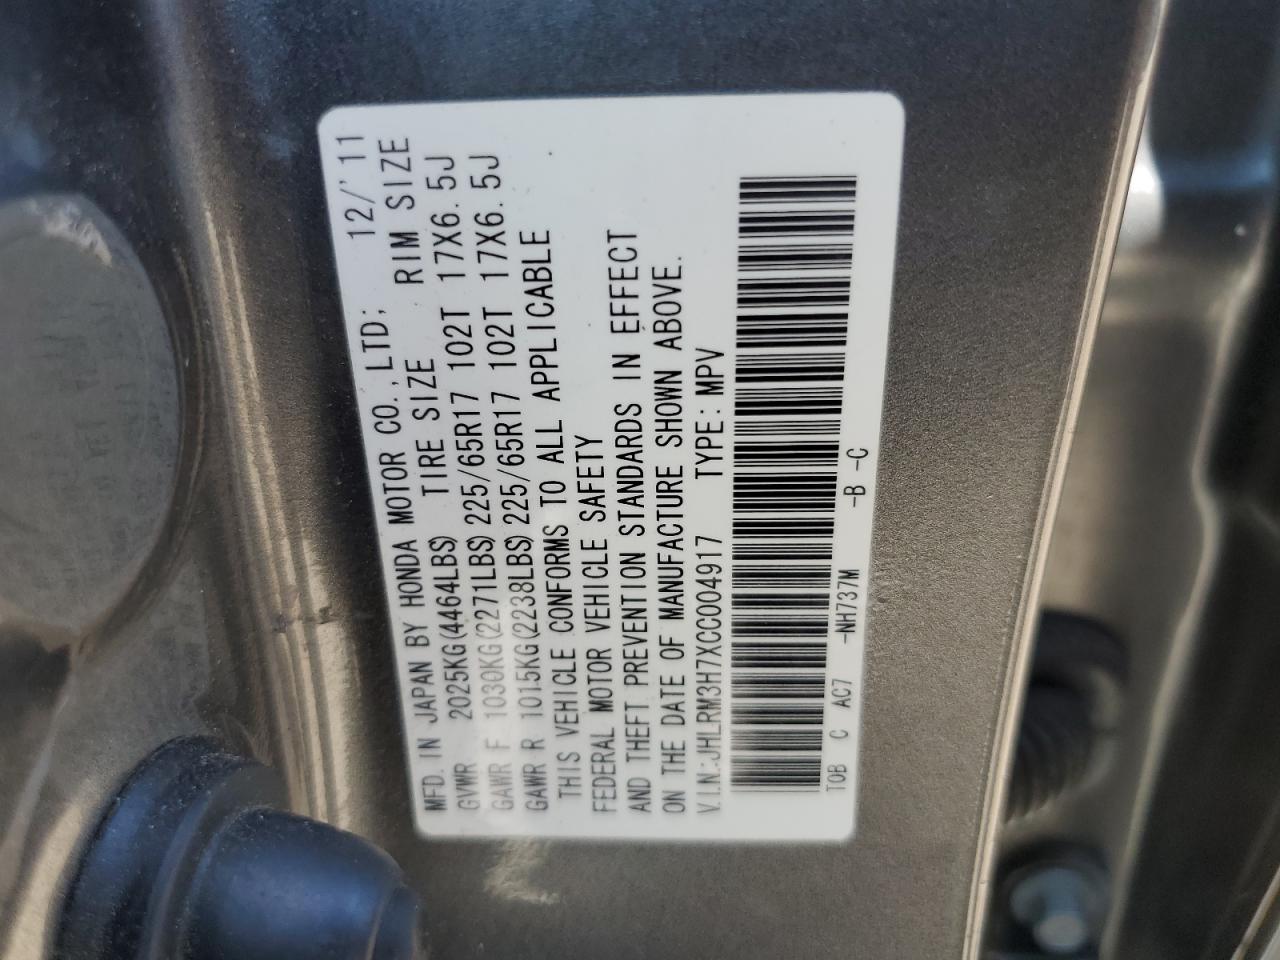 MFD. IN JAPAN BY HONDA MOTOR CO., LTD; 12/'11
GVWR 2025KG(4464LBS) TIRE SIZE RIM SIZE
GAWR F 1030KG(2271LBS) 225/65R17 102T 17X6.5J
GAWR R 1015KG(2238LBS) 225/65R17 102T 17X6.5J
THIS VEHICLE CONFORMS TO ALL APPLICABLE
FEDERAL MOTOR VEHICLE SAFETY
AND THEFT PREVENTION STANDARDS IN EFFECT
ON THE DATE OF MANUFACTURE SHOWN ABOVE.
V.I.N:JHLRM3H7XCC004917 TYPE: MPV
T0B C AC7 -NH737M -B -C